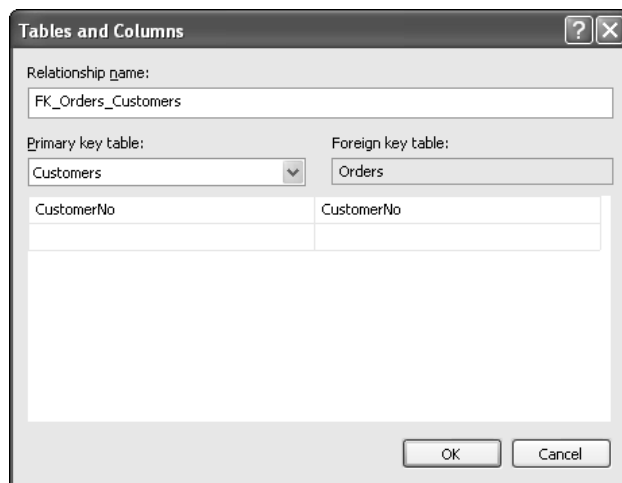 Tables and Columns
? X
Relationship name:
FK_Orders_Customers
Primary key table: Foreign key table:
Customers Orders
CustomerNo CustomerNo
OK Cancel